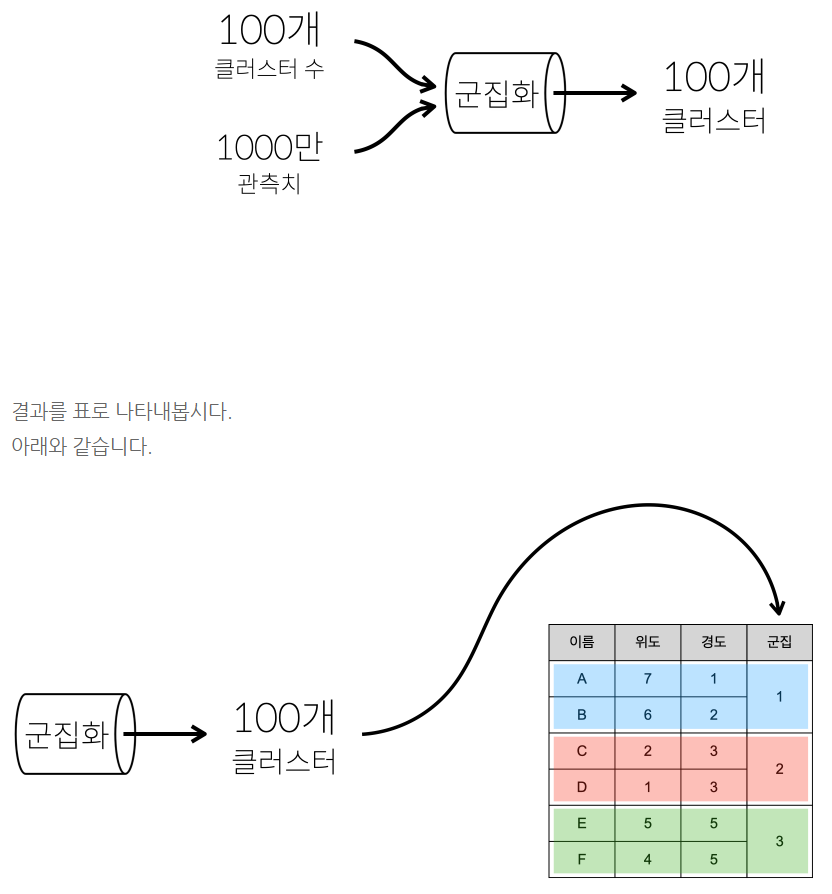 100개
클러스터 수
1000만
관측치
군집화
100개
클러스터
결과를 표로 나타내봅시다.
아래와 같습니다.
군집화
100개
클러스터
이름 위도 경도 군집
A 7 1 1
B 6 2
C 2 3 2
D 1 3
E 5 5 3
F 4 5